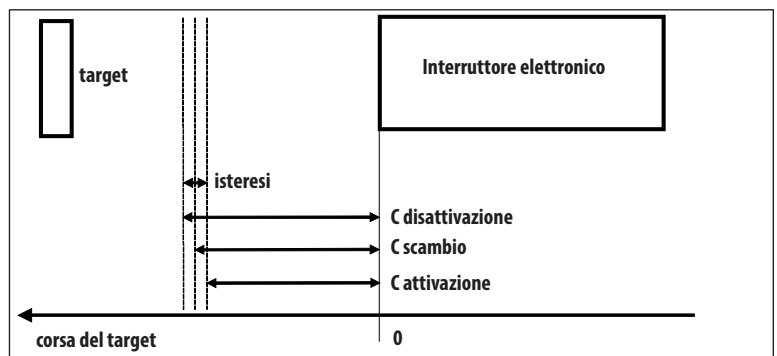 target
Interruttore elettronico
isteresi
C disattivazione
C scambio
C attivazione
corsa del target
0